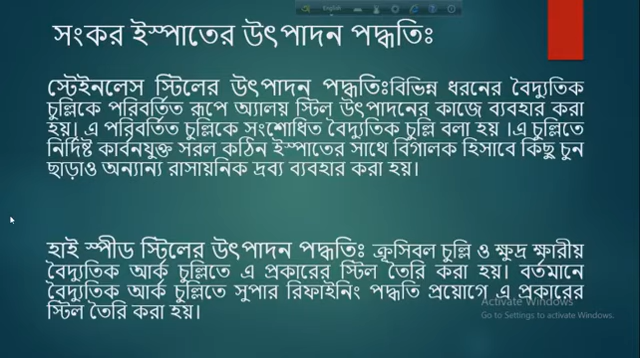 English
সংকর ইস্পাতের উৎপাদন পদ্ধতিঃ
স্টেইনলেস স্টিলের উৎপাদন পদ্ধতিঃবিভিন্ন ধরনের বৈদ্যুতিক
চুল্লিকে পরিবর্তিত রূপে অ্যালয় স্টিল উৎপাদনের কাজে ব্যবহার করা
হয়। এ পরিবর্তিত চুল্লিকে সংশোধিত বৈদ্যুতিক চুল্লি বলা হয় ।এ চুল্লিতে
নির্দিষ্ট কার্বনযুক্ত সরল কঠিন ইস্পাতের সাথে বিগালক হিসাবে কিছু চুন
ছাড়াও অন্যান্য রাসায়নিক দ্রব্য ব্যবহার করা হয়।
হাই স্পীড স্টিলের উৎপাদন পদ্ধতিঃ ক্রুসিবল চুল্লি ও ক্ষুদ্র ক্ষারীয়
বৈদ্যুতিক আর্ক চুল্লিতে এ প্রকারের স্টিল তৈরি করা হয়। বর্তমানে
বৈদ্যুতিক আর্ক চুল্লিতে সুপার রিফাইনিং পদ্ধতি প্রয়োগে এ প্রকারের
স্টিল তৈরি করা হয়।
Activate Windows
Go to Settings to activate Windows.